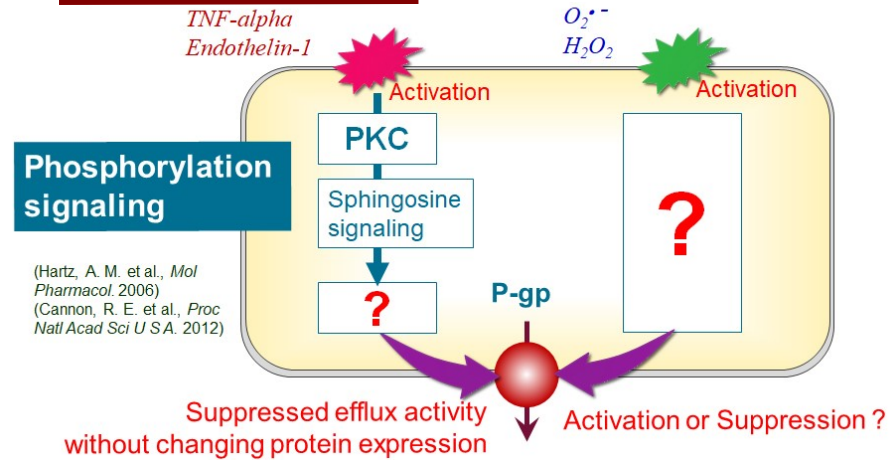 TNF-alpha
Endothelin-1
O₂•⁻
H₂O₂
Activation
Activation
PKC
Phosphorylation
signaling
Sphingosine
signaling
?
?
(Hartz, A. M. et al., Mol
Pharmacol. 2006)
(Cannon, R. E. et al., Proc
Natl Acad Sci U S A. 2012)
P-gp
Suppressed efflux activity
without changing protein expression
Activation or Suppression ?